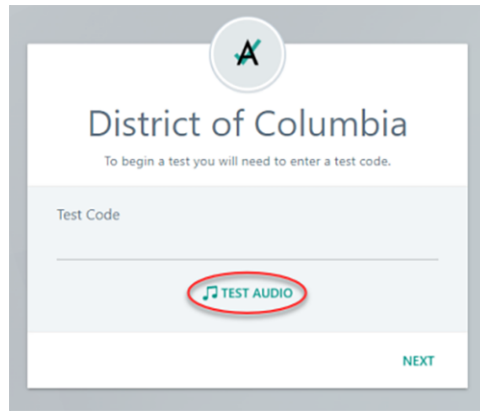 District of Columbia
To begin a test you will need to enter a test code.
Test Code
TEST AUDIO
NEXT